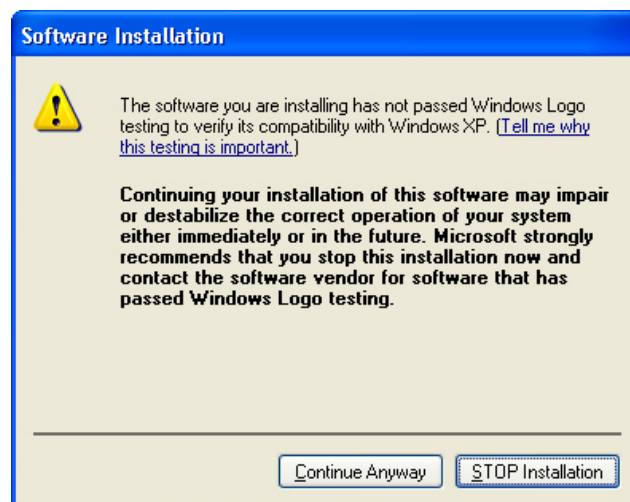 Software Installation
The software you are installing has not passed Windows Logo
testing to verify its compatibility with Windows XP. (Tell me why
this testing is important.)
Continuing your installation of this software may impair
or destabilize the correct operation of your system
either immediately or in the future. Microsoft strongly
recommends that you stop this installation now and
contact the software vendor for software that has
passed Windows Logo testing.
Continue Anyway STOP Installation